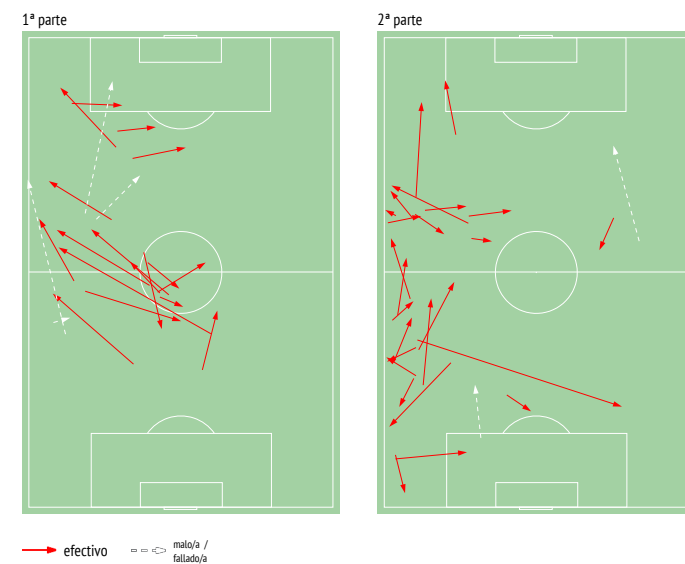 1ª parte
2ª parte
efectivo
malo/a /
fallado/a